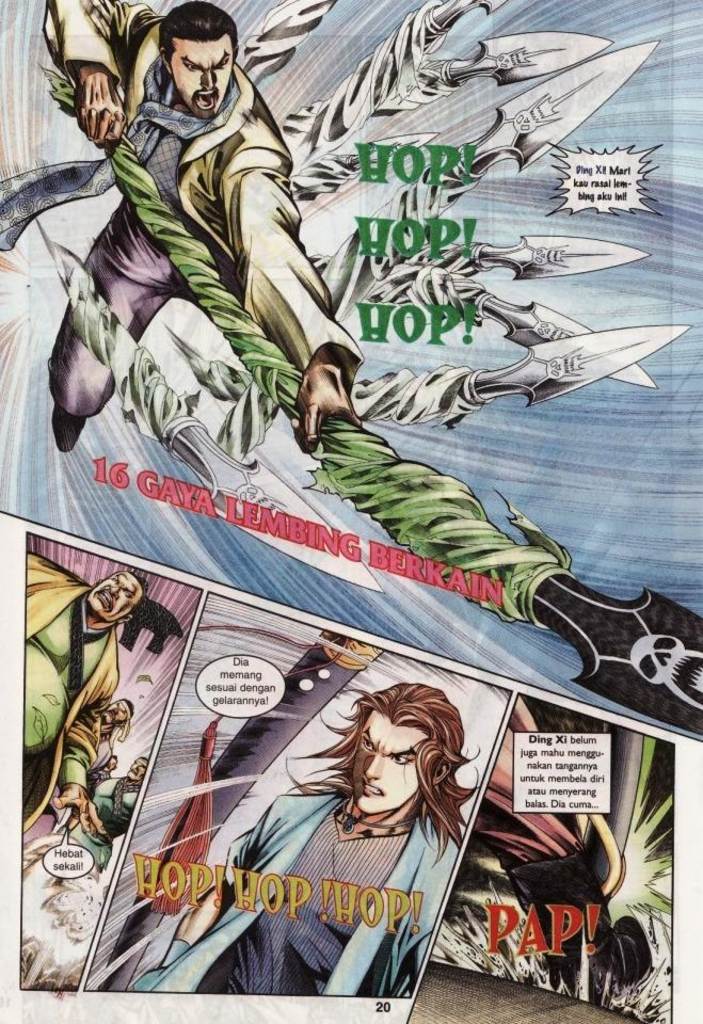 Ding Xi! Mari
kau rasai lem-
bing aku ini!
HOP!
HOP!
HOP!
16 GAYA LEMBING BERKAIN
Hebat
sekali!
Dia
memang
sesuai dengan
gelarannya!
HOP! HOP !HOP!
Ding Xi belum
juga mahu menggu-
nakan tangannya
untuk membela diri
atau menyerang
balas. Dia cuma...
PAP!
20